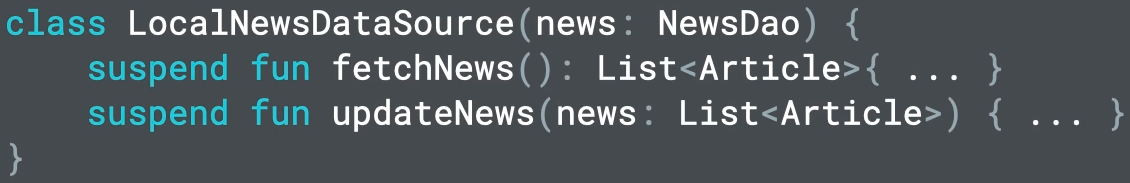 class LocalNewsDataSource(news: NewsDao) {
    suspend fun fetchNews(): List<Article>{ ... }
    suspend fun updateNews(news: List<Article>) { ... }
}